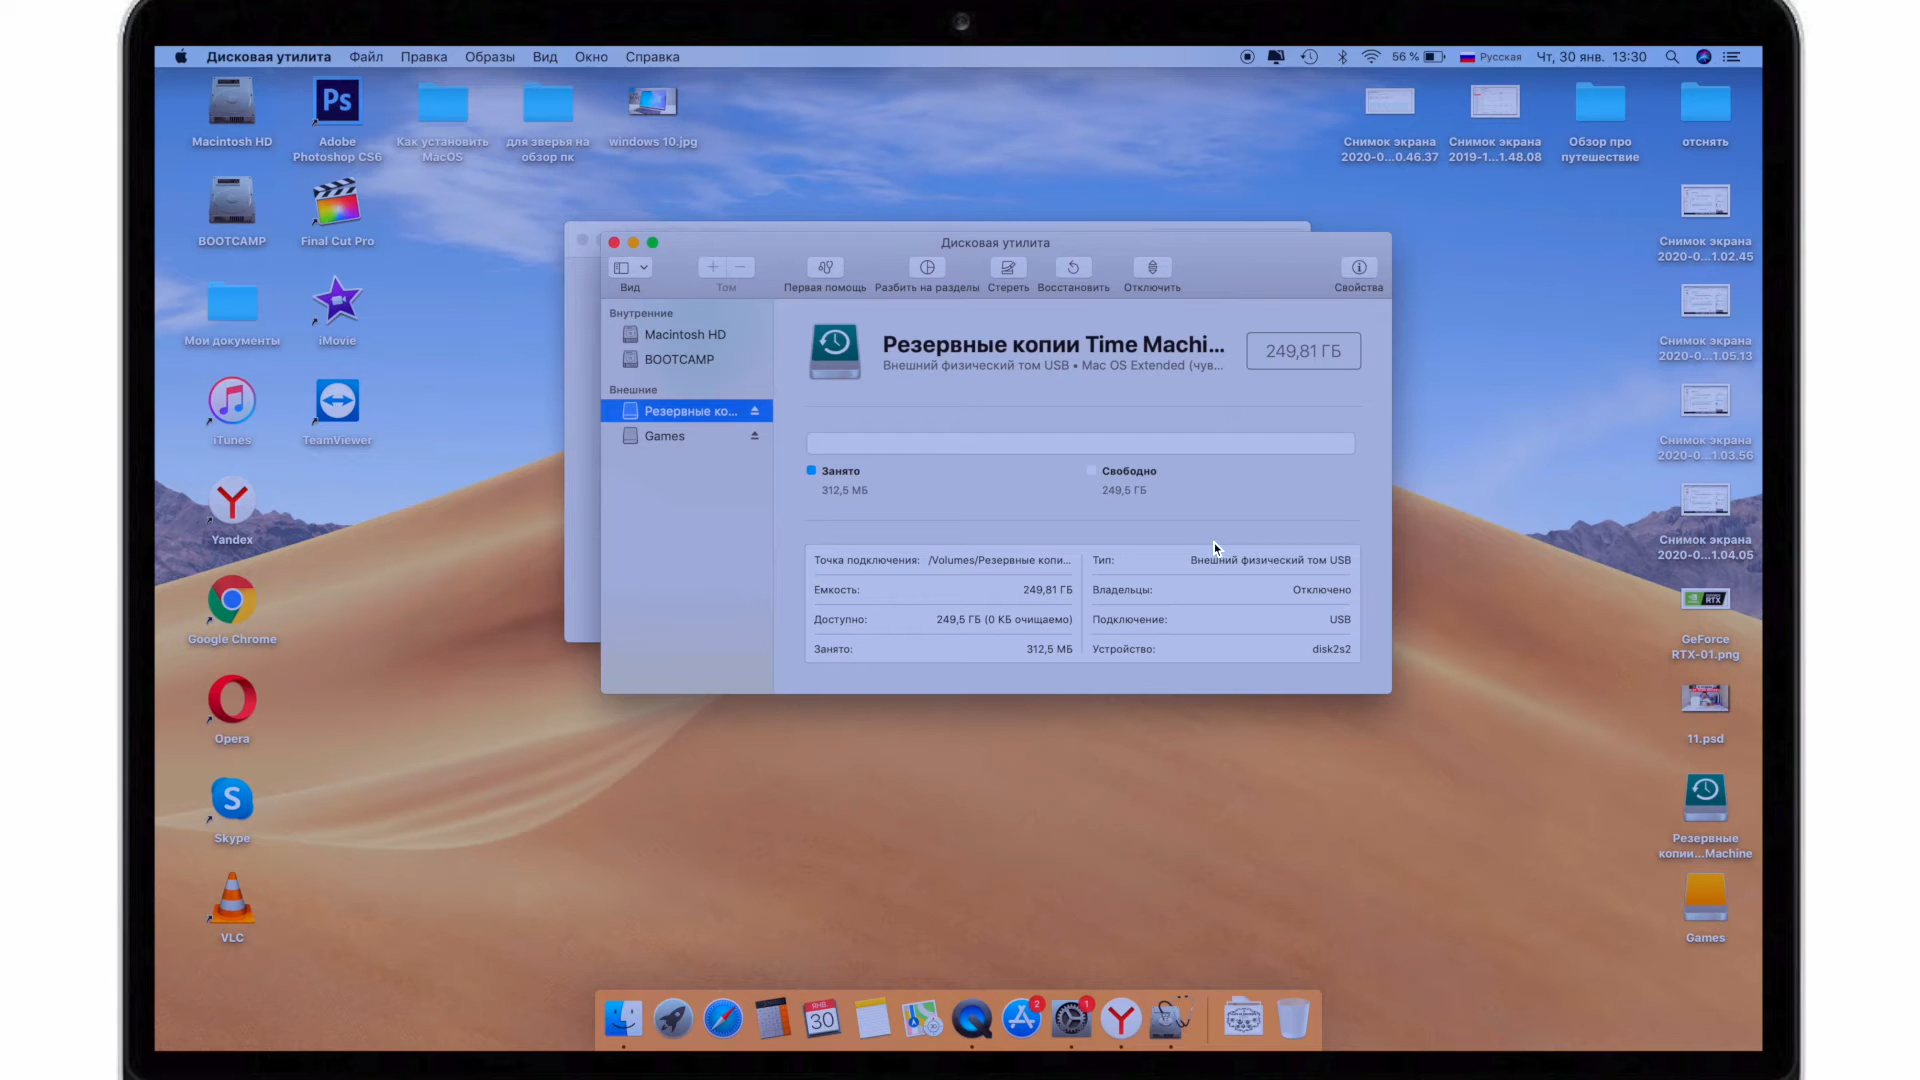 Дисковая утилита Файл Правка Образы Вид Окно Справка
56 % Русская Чт, 30 янв. 13:30
Macintosh HD
Adobe
Photoshop CS6
Как установить
MacOS
для зверья на
обзор пк
windows 10.jpg
Снимок экрана
2020-0...0.46.37
Снимок экрана
2019-1...1.48.08
Обзор про
путешествие
отснять
BOOTCAMP
Final Cut Pro
Снимок экрана
2020-0...1.02.45
Мои документы
iMovie
Снимок экрана
2020-0...1.05.13
iTunes
TeamViewer
Снимок экрана
2020-0...1.03.56
Yandex
Снимок экрана
2020-0...1.04.05
Google Chrome
GeForce
RTX-01.png
Opera
11.psd
Skype
Резервные
копии...Machine
VLC
Games
Дисковая утилита
Вид Том Первая помощь Разбить на разделы Стереть Восстановить Отключить Свойства
Внутренние
Macintosh HD
BOOTCAMP
Внешние
Резервные ко...
Games
Резервные копии Time Machi...
Внешний физический том USB • Mac OS Extended (чув...
249,81 ГБ
Занято
312,5 МБ
Свободно
249,5 ГБ
Точка подключения: /Volumes/Резервные копи...
Емкость: 249,81 ГБ
Доступно: 249,5 ГБ (0 КБ очищаемо)
Занято: 312,5 МБ
Тип: Внешний физический том USB
Владельцы: Отключено
Подключение: USB
Устройство: disk2s2
Ps
RTX
ЯНВ.
30
2
1